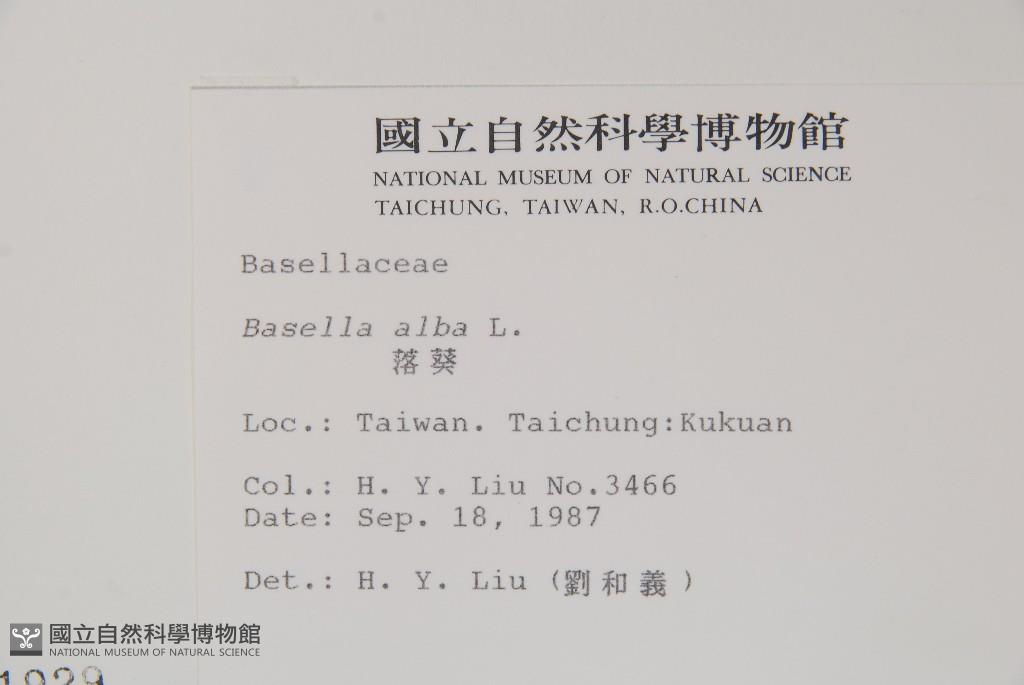 國立自然科學博物館
NATIONAL MUSEUM OF NATURAL SCIENCE
TAICHUNG, TAIWAN, R.O.CHINA
Basellaceae
Basella alba L.
落葵
Loc.: Taiwan. Taichung:Kukuan
Col.: H. Y. Liu No.3466
Date: Sep. 18, 1987
Det.: H. Y. Liu (劉和義)
國立自然科學博物館
NATIONAL MUSEUM OF NATURAL SCIENCE